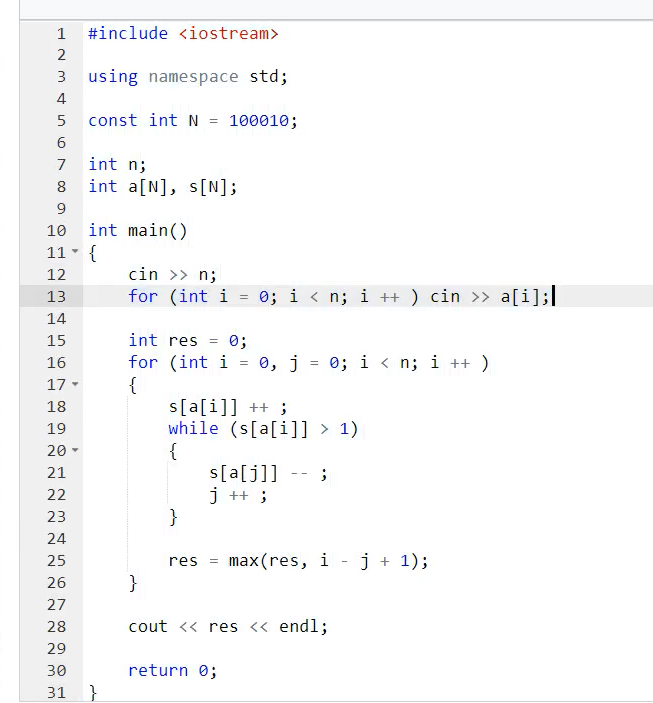 1 #include <iostream>
2
3 using namespace std;
4
5 const int N = 100010;
6
7 int n;
8 int a[N], s[N];
9
10 int main()
11 {
12     cin >> n;
13     for (int i = 0; i < n; i ++ ) cin >> a[i];
14
15     int res = 0;
16     for (int i = 0, j = 0; i < n; i ++ )
17     {
18         s[a[i]] ++ ;
19         while (s[a[i]] > 1)
20         {
21             s[a[j]] -- ;
22             j ++ ;
23         }
24
25         res = max(res, i - j + 1);
26     }
27
28     cout << res << endl;
29
30     return 0;
31 }